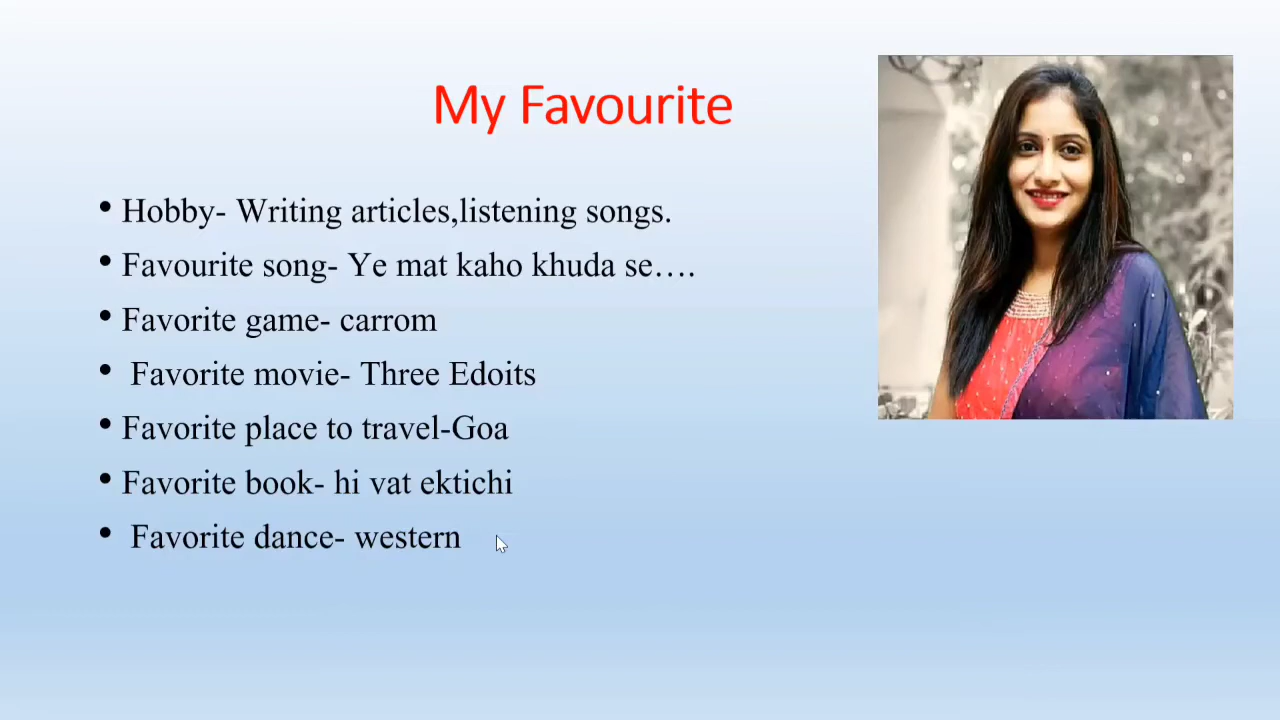 My Favourite
• Hobby- Writing articles,listening songs.
• Favourite song- Ye mat kaho khuda se….
• Favorite game- carrom
• Favorite movie- Three Edoits
• Favorite place to travel-Goa
• Favorite book- hi vat ektichi
• Favorite dance- western